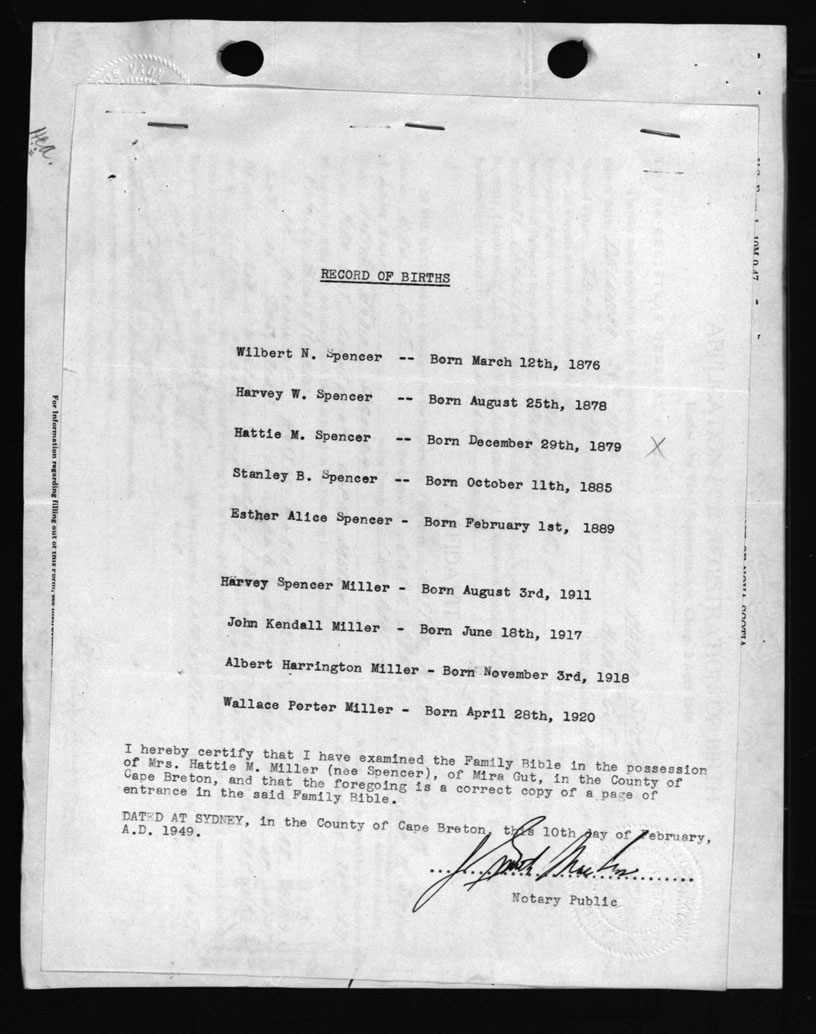 RECORD OF BIRTHS
Wilbert N. Spencer -- Born March 12th, 1876
Harvey W. Spencer -- Born August 25th, 1878
Hattie M. Spencer -- Born December 29th, 1879 X
Stanley B. Spencer -- Born October 11th, 1885
Esther Alice Spencer - Born February 1st, 1889
Harvey Spencer Miller - Born August 3rd, 1911
John Kendall Miller - Born June 18th, 1917
Albert Harrington Miller - Born November 3rd, 1918
Wallace Porter Miller - Born April 28th, 1920
I hereby certify that I have examined the Family Bible in the possession
of Mrs. Hattie M. Miller (nee Spencer), of Mira Gut, in the County of
Cape Breton, and that the foregoing is a correct copy of a page of
entrance in the said Family Bible.
DATED AT SYDNEY, in the County of Cape Breton, this 10th day of February,
A.D. 1949.
Notary Public
For information regarding filling out of this form, see